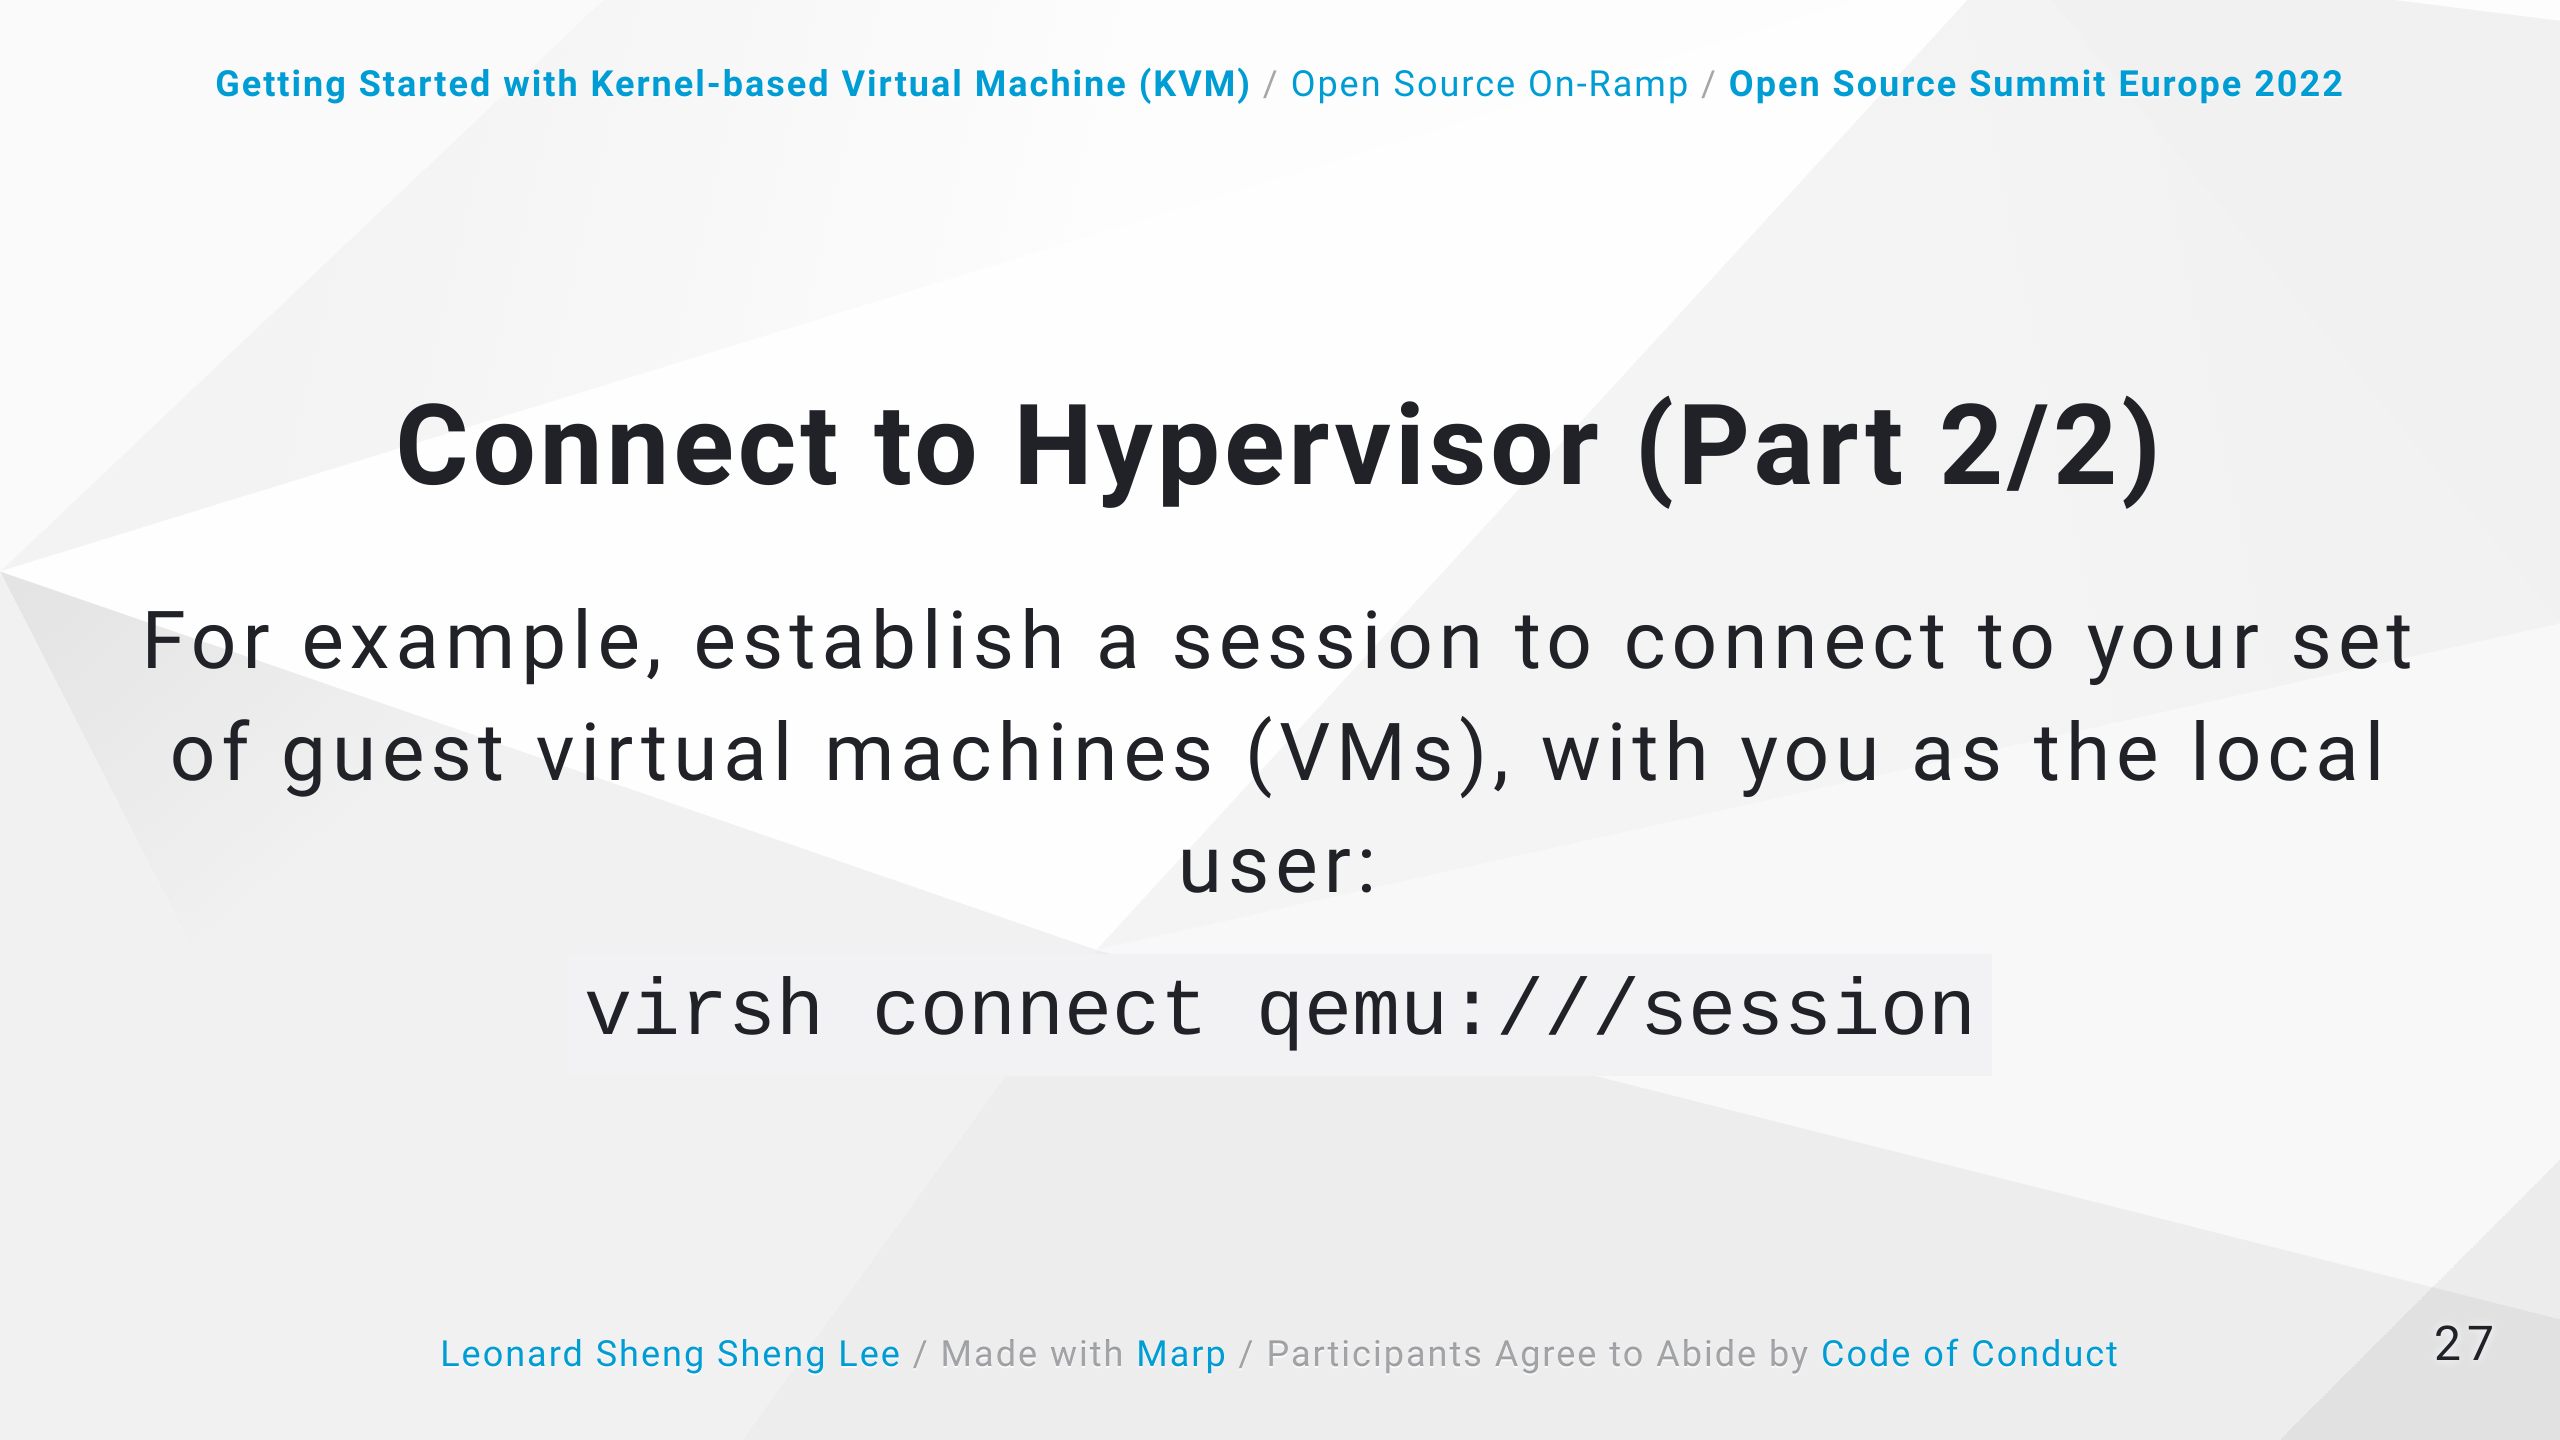 Getting Started with Kernel-based Virtual Machine (KVM) / Open Source On-Ramp / Open Source Summit Europe 2022
Connect to Hypervisor (Part 2/2)
For example, establish a session to connect to your set
of guest virtual machines (VMs), with you as the local
user:
virsh connect qemu:///session
Leonard Sheng Sheng Lee / Made with Marp / Participants Agree to Abide by Code of Conduct
27